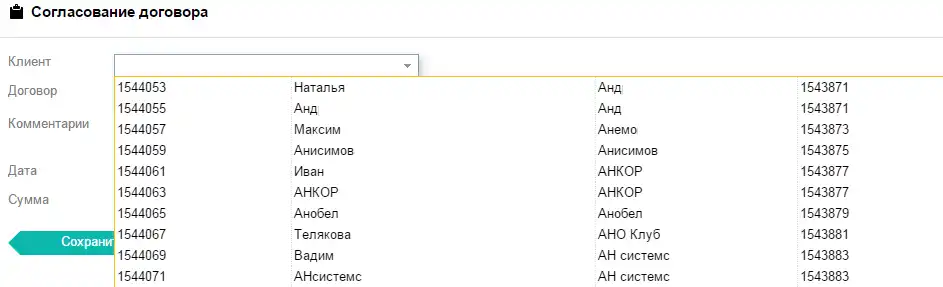 Согласование договора
Клиент
Договор
Комментарии
Дата
Сумма
Сохранит
1544053 Наталья Анд 1543871
1544055 Анд Анд 1543871
1544057 Максим Анемо 1543873
1544059 Анисимов Анисимов 1543875
1544061 Иван АНКОР 1543877
1544063 АНКОР АНКОР 1543877
1544065 Анобел Анобел 1543879
1544067 Телякова АНО Клуб 1543881
1544069 Вадим АН системс 1543883
1544071 АНсистемс АН системс 1543883